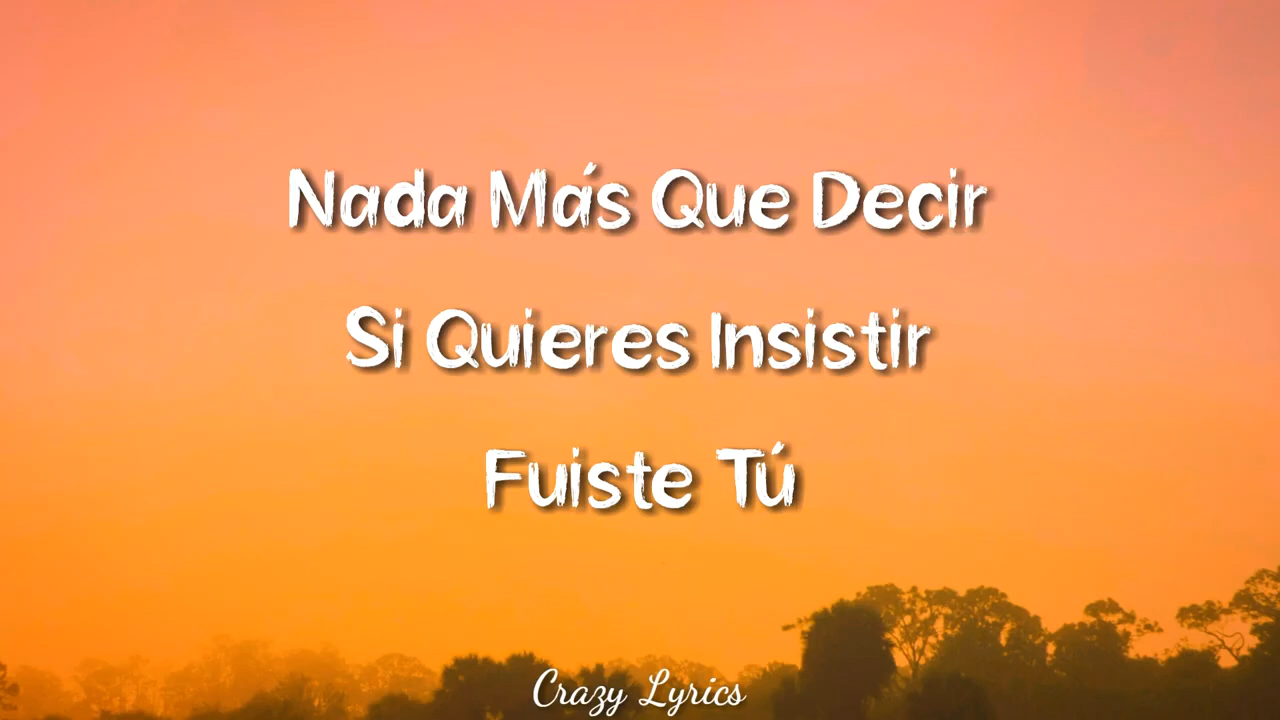 Nada Más Que Decir
Si Quieres Insistir
Fuiste Tú
Crazy Lyrics